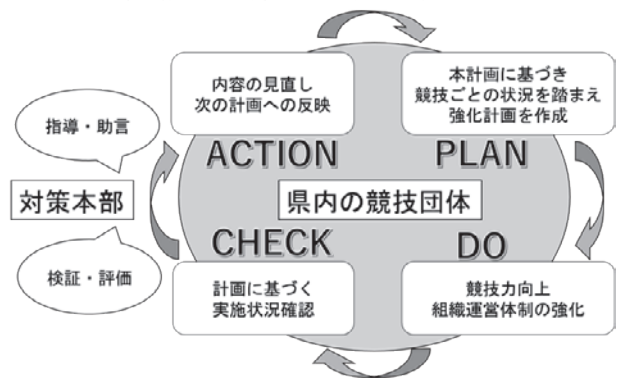 内容の見直し
次の計画への反映
本計画に基づき
競技ごとの状況を踏まえ
強化計画を作成
指導・助言
ACTION
PLAN
対策本部
県内の競技団体
CHECK
DO
検証・評価
計画に基づく
実施状況確認
競技力向上
組織運営体制の強化